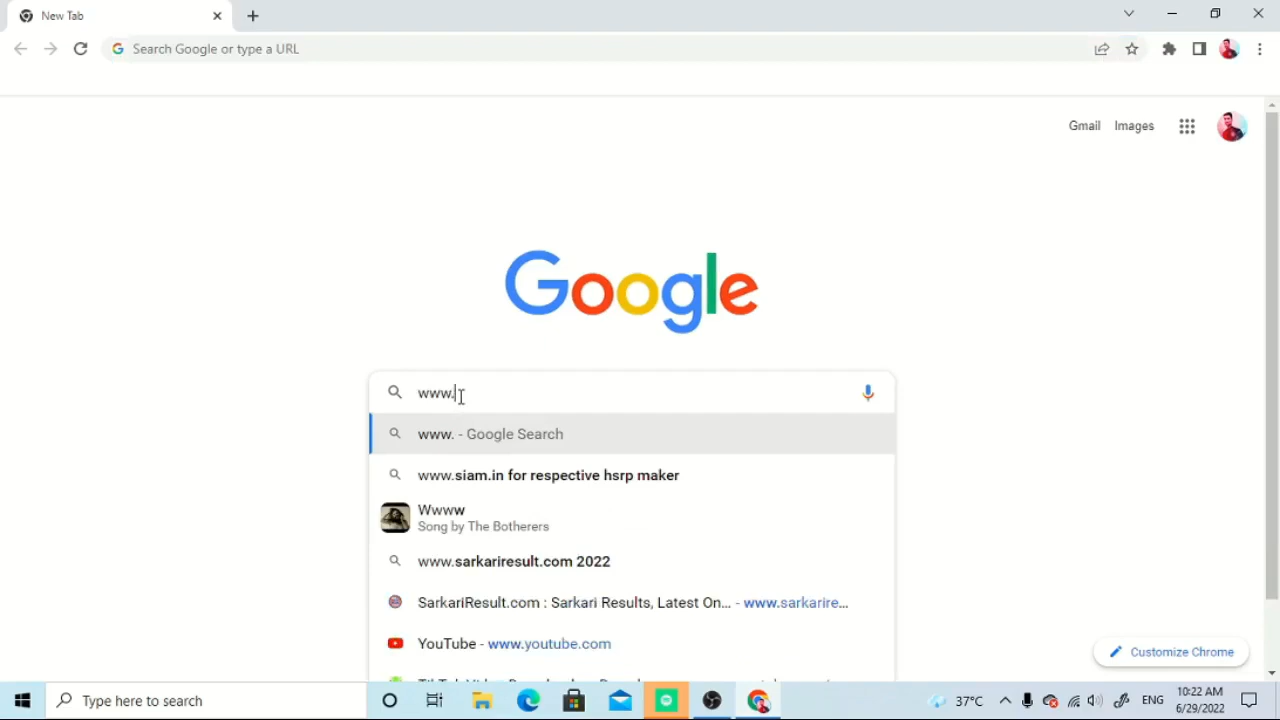 New Tab
Search Google or type a URL
Gmail Images
Google
www.
www. - Google Search
www.siam.in for respective hsrp maker
Wwww
Song by The Botherers
www.sarkariresult.com 2022
SarkariResult.com : Sarkari Results, Latest On... - www.sarkarire...
YouTube - www.youtube.com
Customize Chrome
Type here to search
37°C
ENG
10:22 AM
6/29/2022